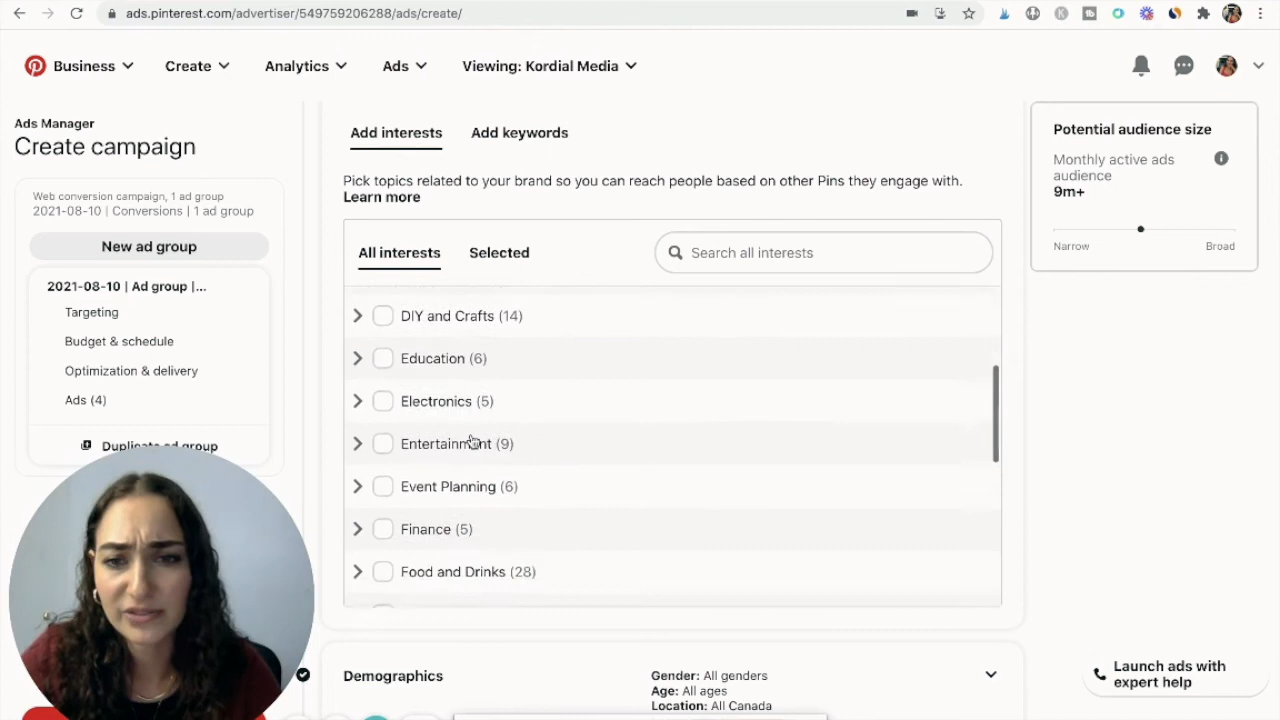 ads.pinterest.com/advertiser/549759206288/ads/create/
Business
Create
Analytics
Ads
Viewing: Kordial Media
Ads Manager
Create campaign
Web conversion campaign, 1 ad group
2021-08-10 | Conversions | 1 ad group
New ad group
2021-08-10 | Ad group |...
Targeting
Budget & schedule
Optimization & delivery
Ads (4)
Duplicate ad group
Add interests
Add keywords
Pick topics related to your brand so you can reach people based on other Pins they engage with.
Learn more
All interests
Selected
Search all interests
DIY and Crafts (14)
Education (6)
Electronics (5)
Entertainment (9)
Event Planning (6)
Finance (5)
Food and Drinks (28)
Demographics
Gender: All genders
Age: All ages
Location: All Canada
Potential audience size
Monthly active ads
audience
9m+
Narrow
Broad
Launch ads with
expert help